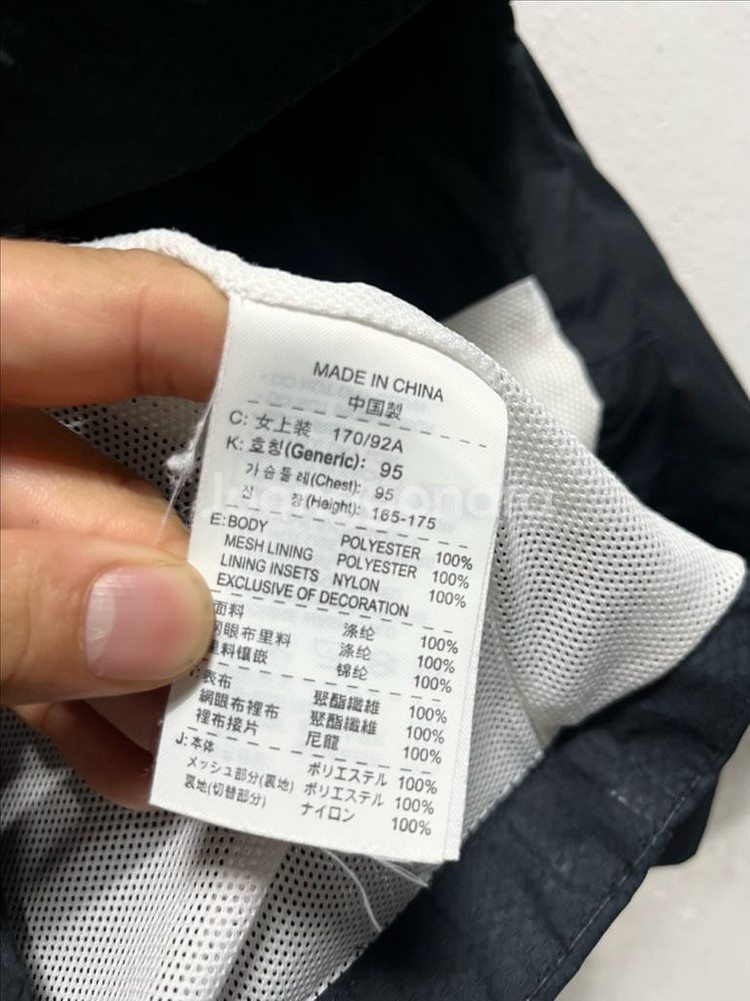 MADE IN CHINA
中国製
C: 女上装 170/92A
K: 호칭(Generic): 95
가슴둘레(Chest): 95
신 장(Height): 165-175
E: BODY POLYESTER 100%
MESH LINING POLYESTER 100%
LINING INSETS NYLON 100%
EXCLUSIVE OF DECORATION
面料 涤纶 100%
网眼布里料 涤纶 100%
里料镶嵌 锦纶 100%
表布 聚酯纖維 100%
網眼布裡布 聚酯纖維 100%
裡布接片 尼龍 100%
J: 本体 ポリエステル 100%
メッシュ部分(裏地) ポリエステル 100%
裏地(切替部分) ナイロン 100%